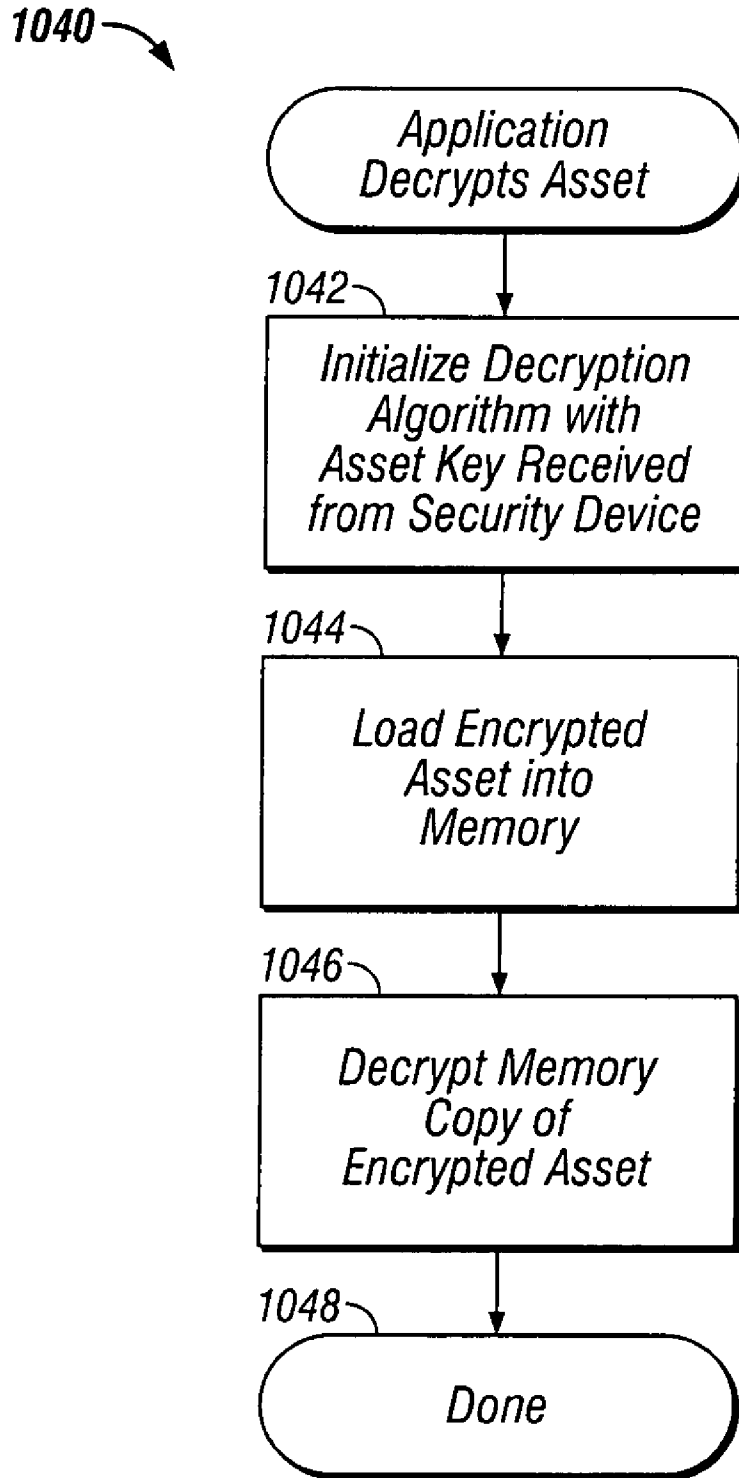 1040
Application
Decrypts Asset
1042
Initialize Decryption
Algorithm with
Asset Key Received
from Security Device
1044
Load Encrypted
Asset into
Memory
1046
Decrypt Memory
Copy of
Encrypted Asset
1048
Done